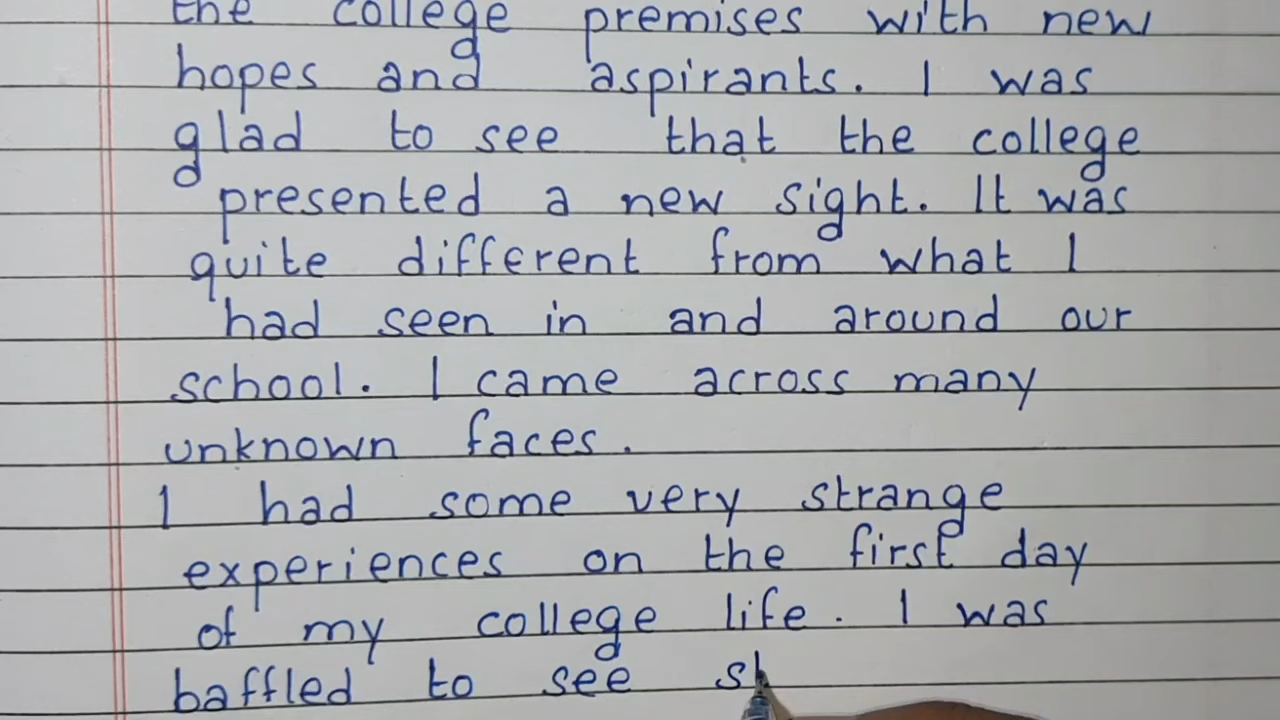 the college premises with new
hopes and aspirants. I was
glad to see that the college
presented a new sight. It was
quite different from what I
had seen in and around our
school. I came across many
unknown faces.
I had some very strange
experiences on the first day
of my college life. I was
baffled to see